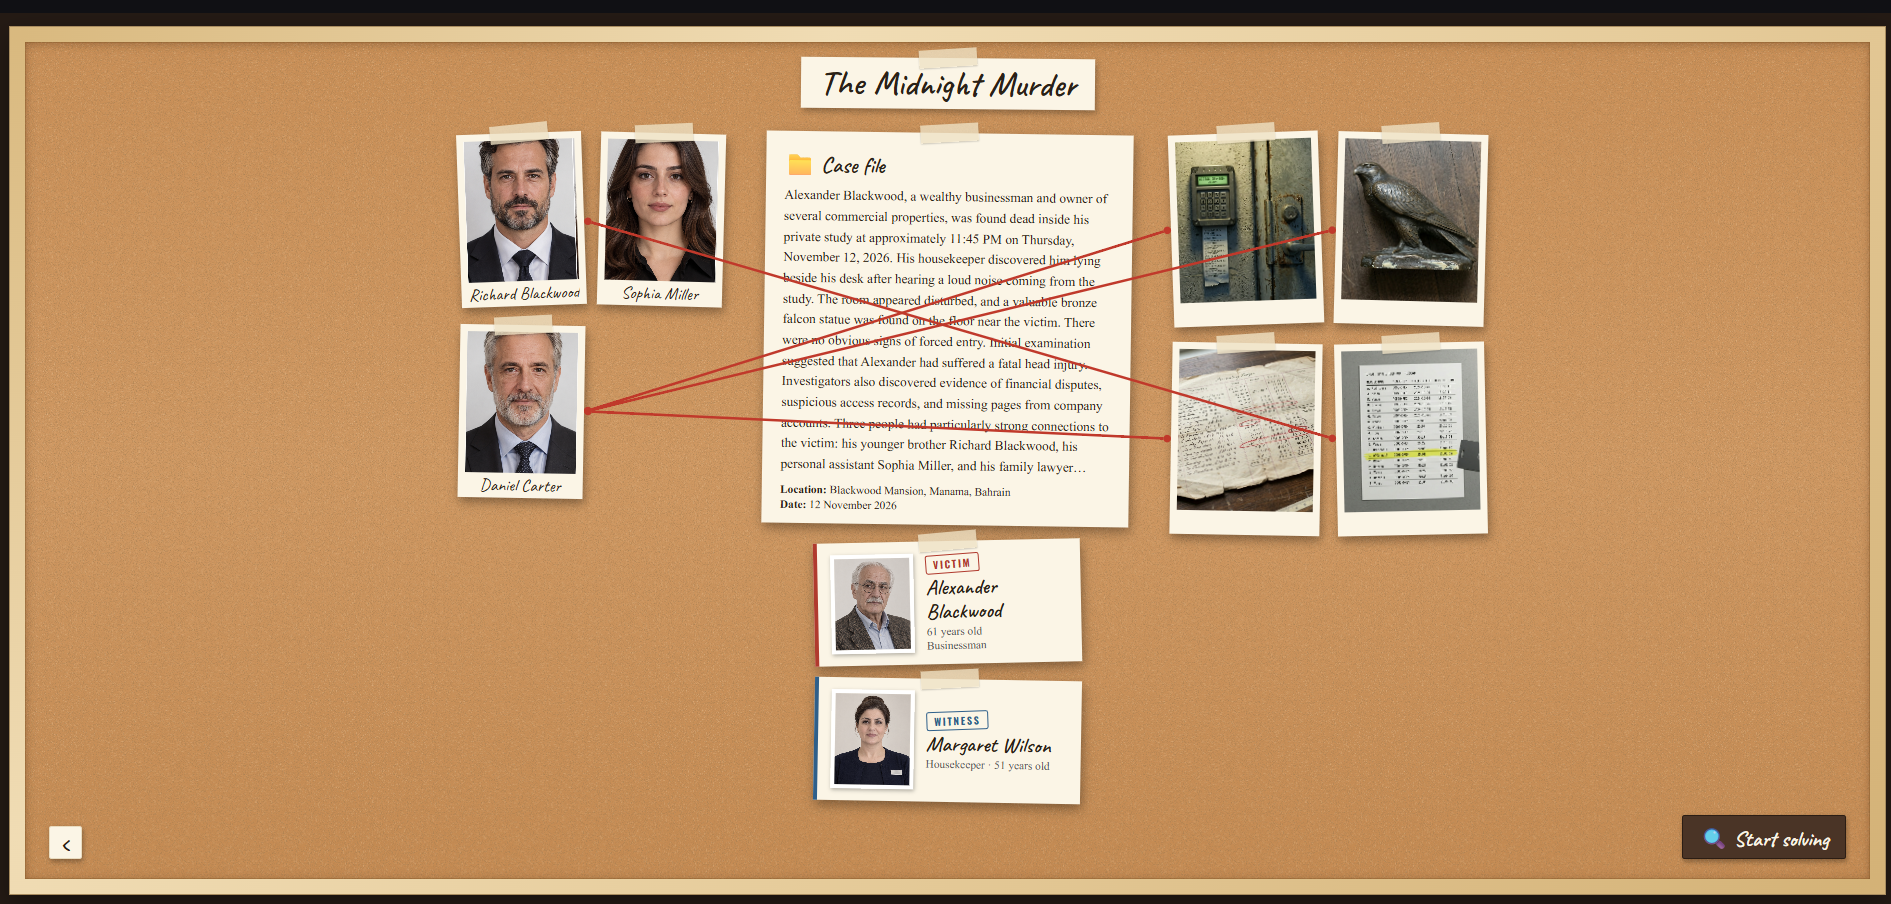 The Midnight Murder
Richard Blackwood
Sophia Miller
Daniel Carter
Case file
Alexander Blackwood, a wealthy businessman and owner of
several commercial properties, was found dead inside his
private study at approximately 11:45 PM on Thursday,
November 12, 2026. His housekeeper discovered him lying
beside his desk after hearing a loud noise coming from the
study. The room appeared disturbed, and a valuable bronze
falcon statue was found on the floor near the victim. There
were no obvious signs of forced entry. Initial examination
suggested that Alexander had suffered a fatal head injury.
Investigators also discovered evidence of financial disputes,
suspicious access records, and missing pages from company
accounts. Three people had particularly strong connections to
the victim: his younger brother Richard Blackwood, his
personal assistant Sophia Miller, and his family lawyer…
Location: Blackwood Mansion, Manama, Bahrain
Date: 12 November 2026
VICTIM
Alexander
Blackwood
61 years old
Businessman
WITNESS
Margaret Wilson
Housekeeper · 51 years old
Start solving